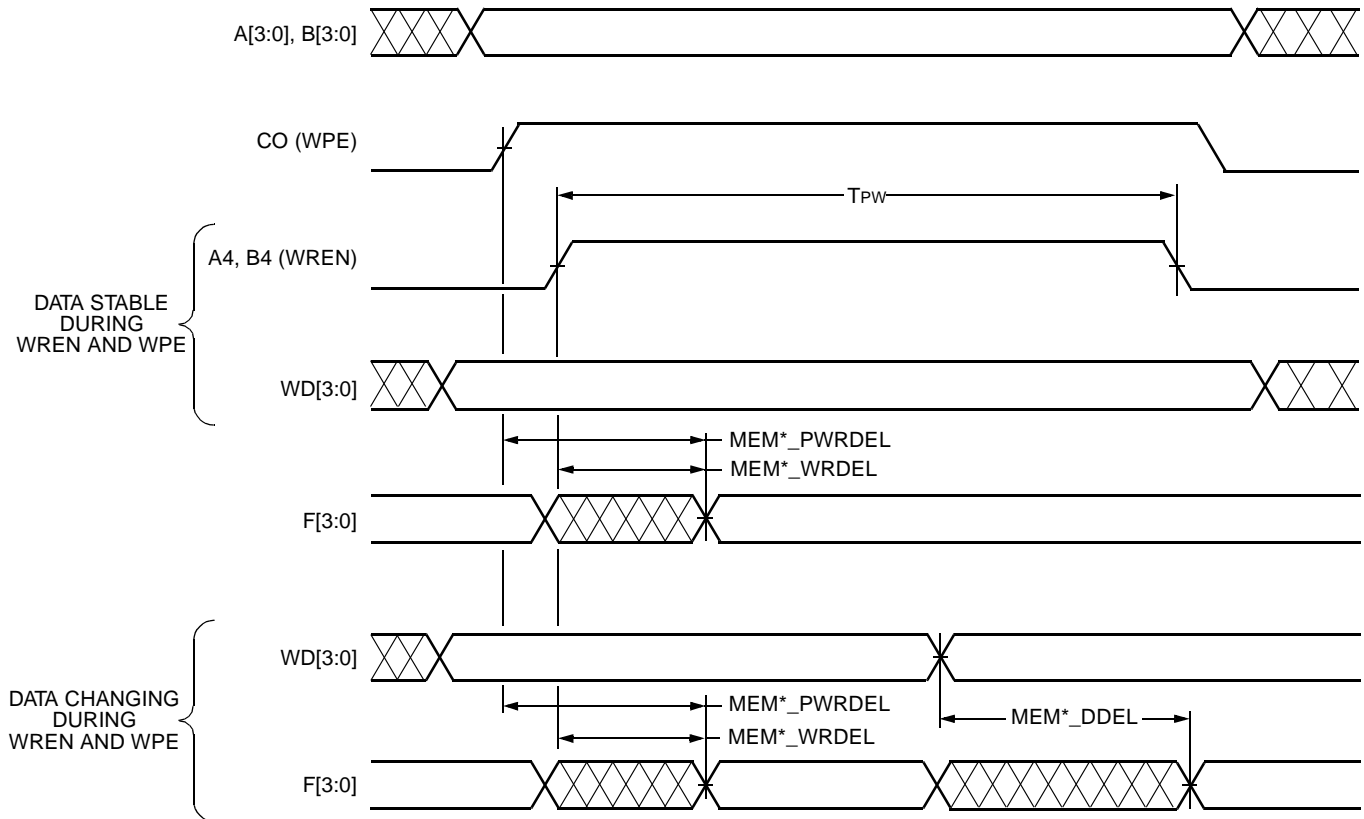 A[3:0], B[3:0]
CO (WPE)
TPW
A4, B4 (WREN)
DATA STABLE
DURING
WREN AND WPE
WD[3:0]
MEM*_PWRDEL
MEM*_WRDEL
F[3:0]
WD[3:0]
DATA CHANGING
DURING
WREN AND WPE
MEM*_PWRDEL
MEM*_DDEL
MEM*_WRDEL
F[3:0]